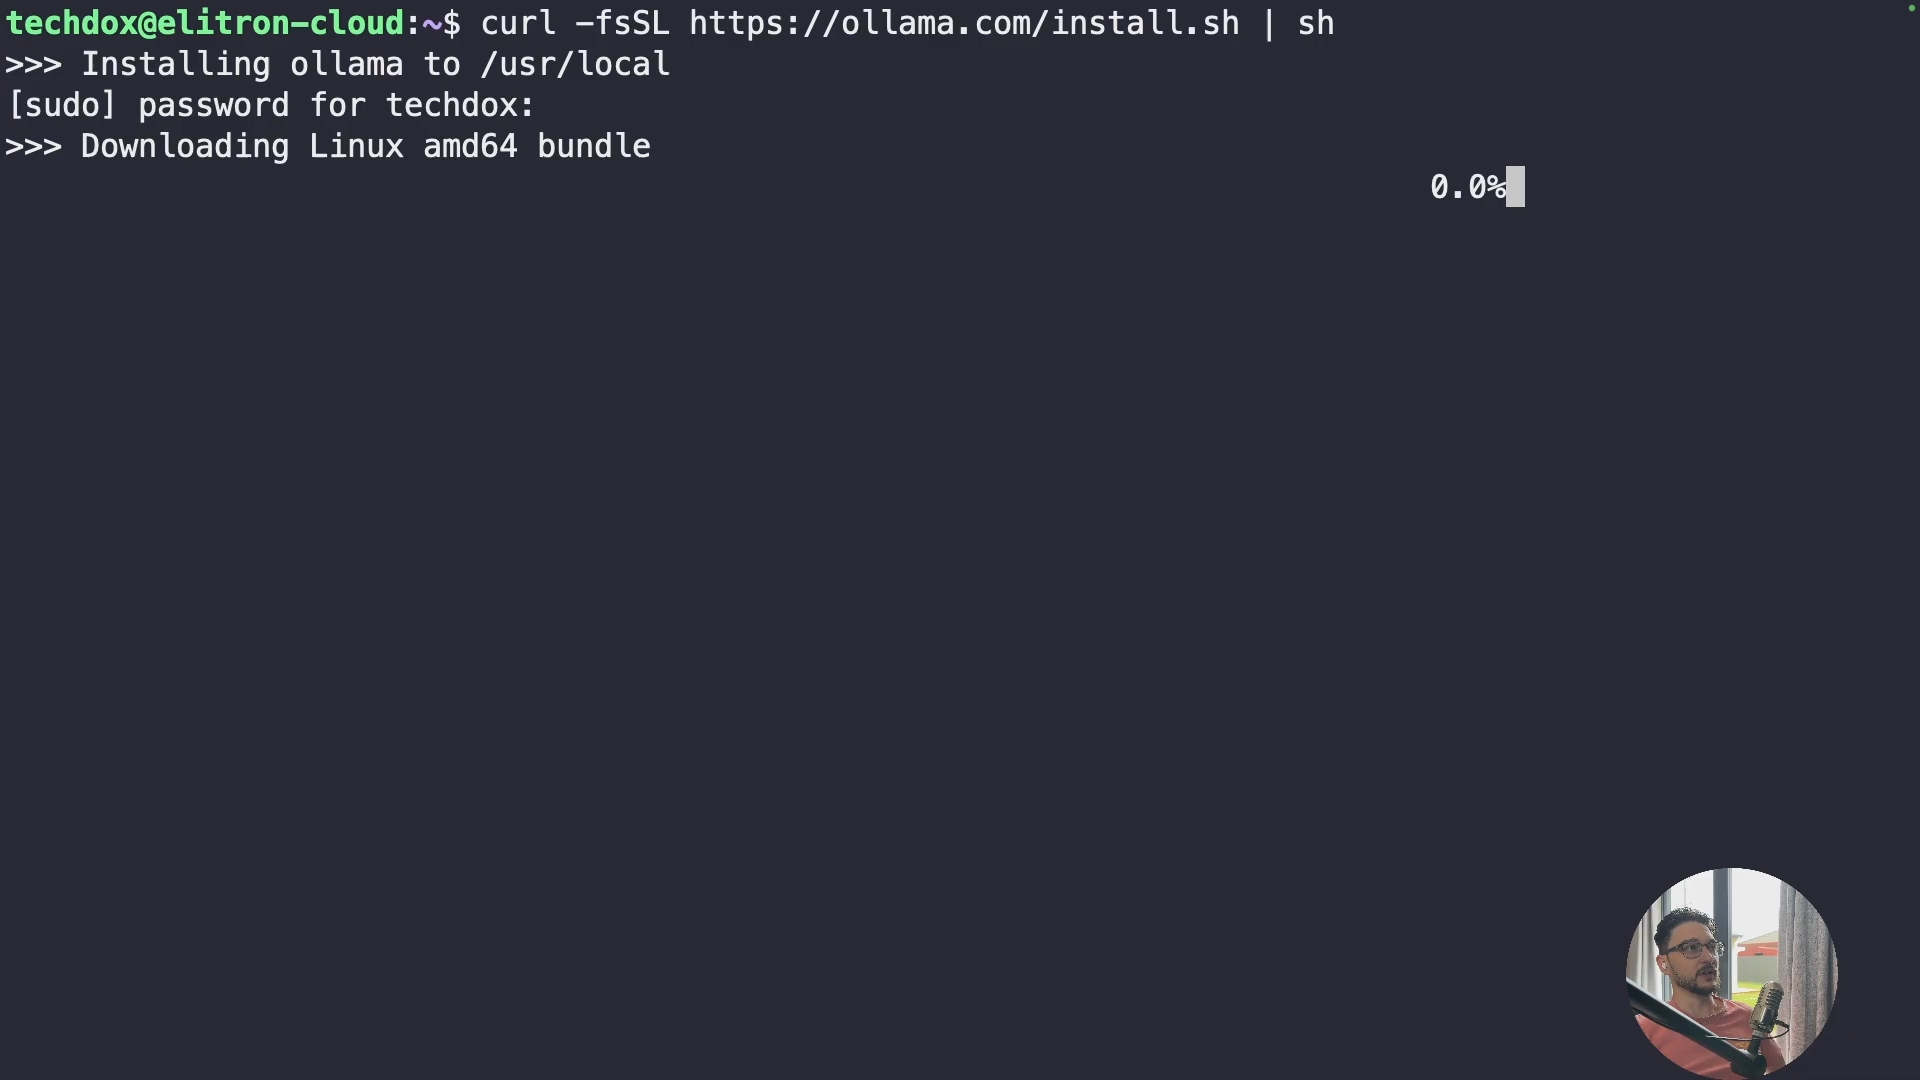 techdox@elitron-cloud:~$ curl -fsSL https://ollama.com/install.sh | sh
>>> Installing ollama to /usr/local
[sudo] password for techdox:
>>> Downloading Linux amd64 bundle
0.0%